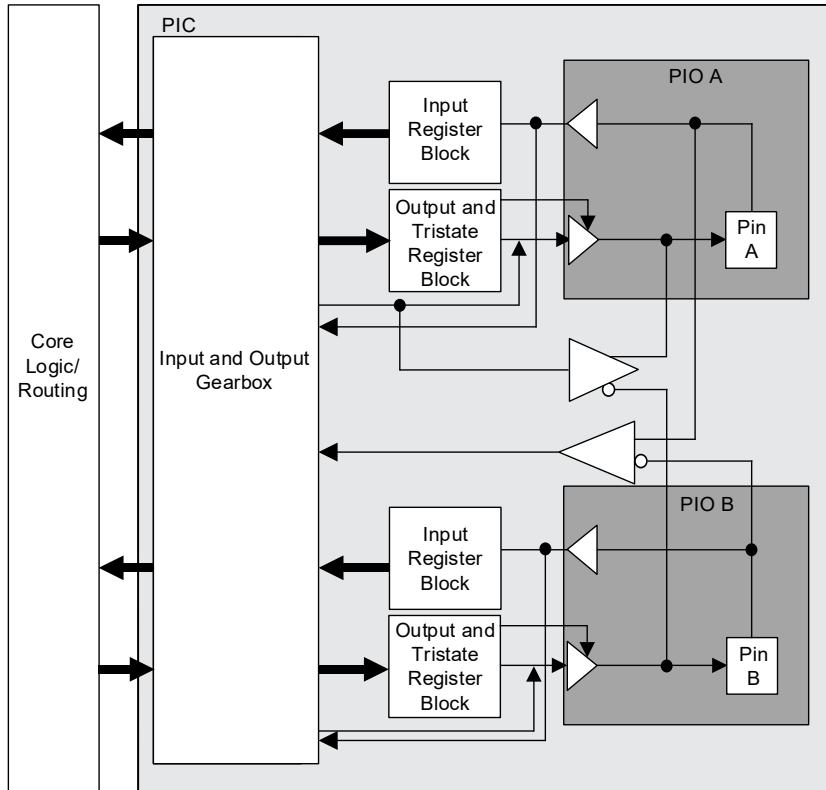 PIC
PIO A
Input
Register
Block
Output and
Tristate
Register
Block
Pin
A
Core
Logic/
Routing
Input and Output
Gearbox
PIO B
Input
Register
Block
Output and
Tristate
Register
Block
Pin
B